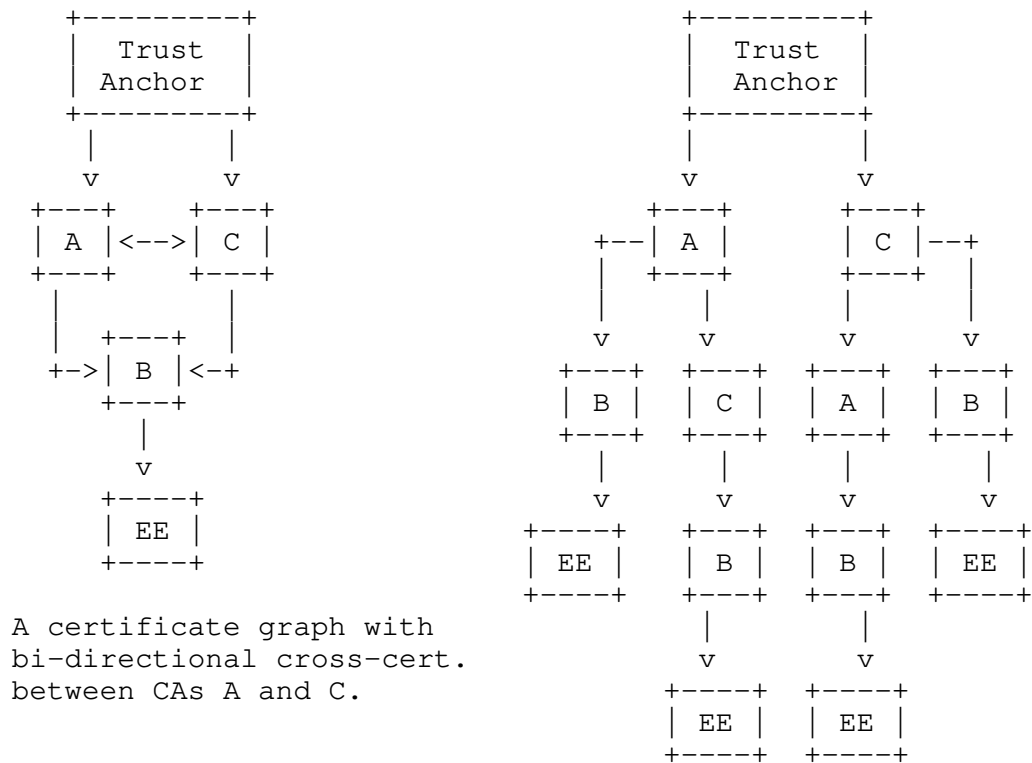 Trust
Anchor
A
C
B
EE
A certificate graph with
bi-directional cross-cert.
between CAs A and C.
Trust
Anchor
A
C
B
C
A
B
EE
B
B
EE
EE
EE